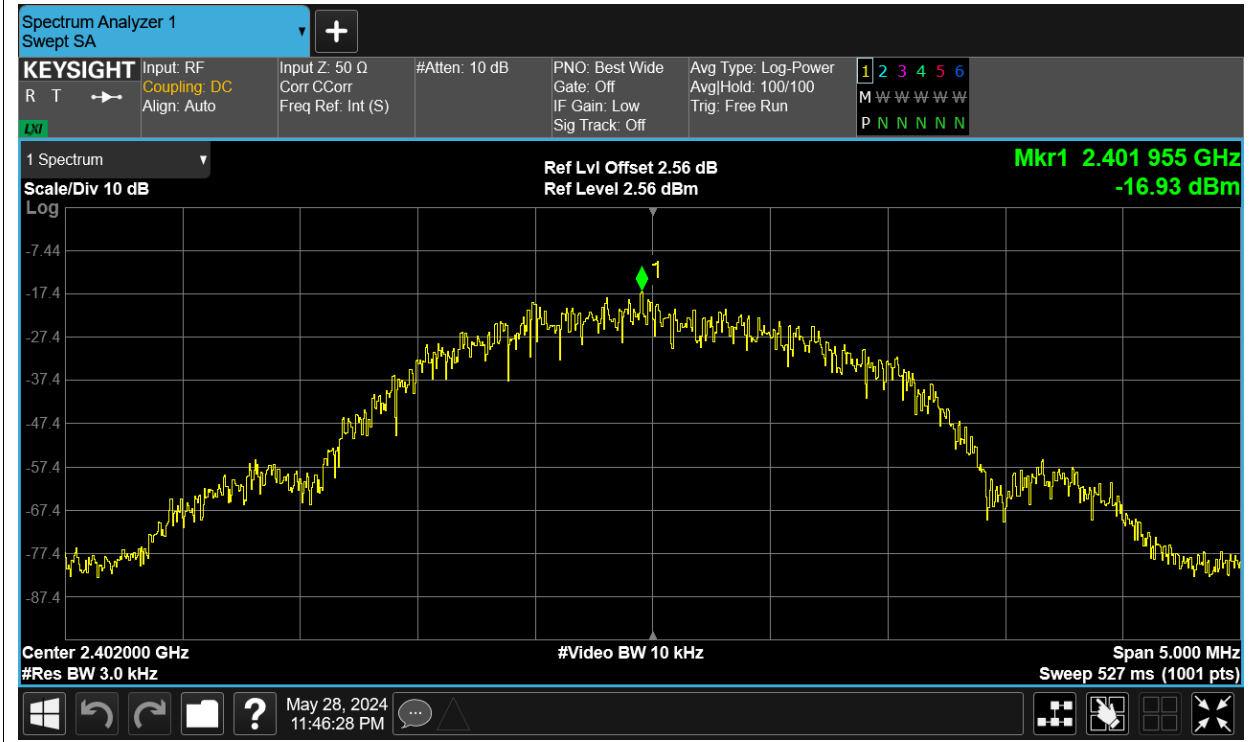 Spectrum Analyzer 1
Swept SA
KEYSIGHT
R T
LXI
Input: RF
Coupling: DC
Align: Auto
Input Z: 50 Ω
Corr CCorr
Freq Ref: Int (S)
#Atten: 10 dB
PNO: Best Wide
Gate: Off
IF Gain: Low
Sig Track: Off
Avg Type: Log-Power
Avg|Hold: 100/100
Trig: Free Run
1 2 3 4 5 6
M W W W W W W
P N N N N N N
1 Spectrum
Scale/Div 10 dB
Log
Ref Lvl Offset 2.56 dB
Ref Level 2.56 dBm
Mkr1 2.401 955 GHz
-16.93 dBm
1
-7.44
-17.4
-27.4
-37.4
-47.4
-57.4
-67.4
-77.4
-87.4
Center 2.402000 GHz
#Res BW 3.0 kHz
#Video BW 10 kHz
Span 5.000 MHz
Sweep 527 ms (1001 pts)
?
May 28, 2024
11:46:28 PM